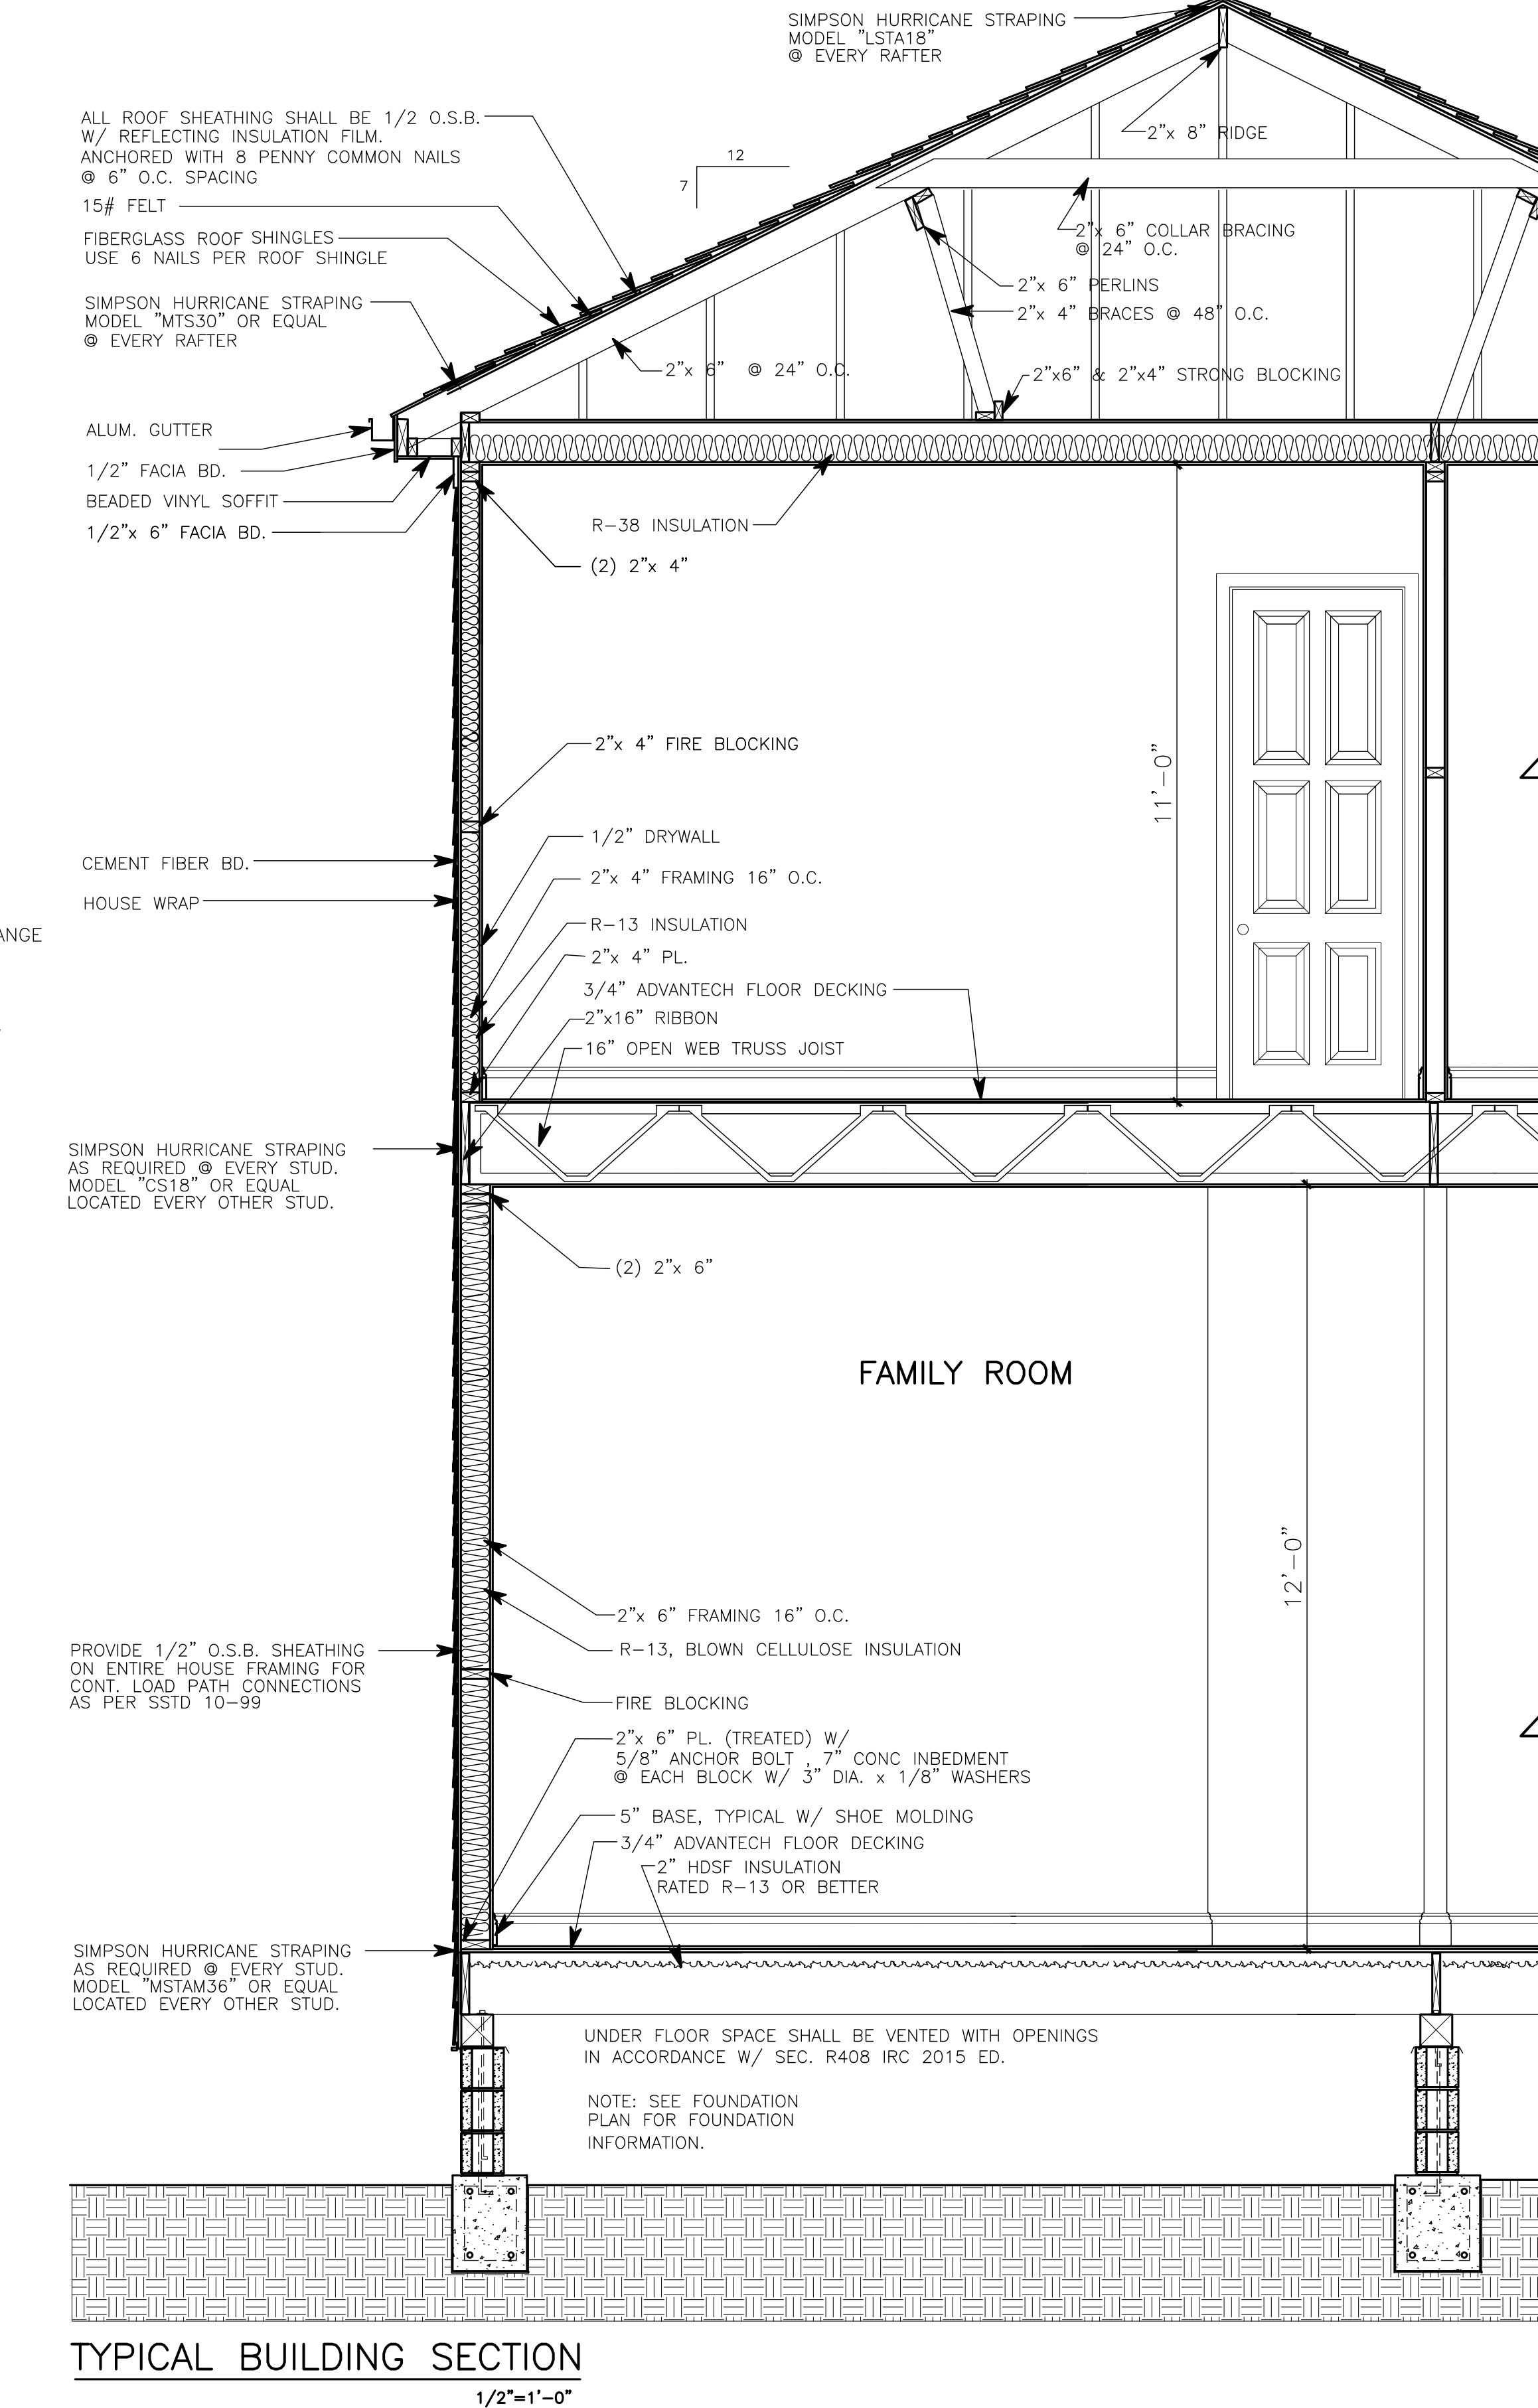 SIMPSON HURRICANE STRAPING
MODEL "LSTA18"
@ EVERY RAFTER
ALL ROOF SHEATHING SHALL BE 1/2 O.S.B.
W/ REFLECTING INSULATION FILM.
ANCHORED WITH 8 PENNY COMMON NAILS
@ 6" O.C. SPACING
2"x 8" RIDGE
12
7
15# FELT
FIBERGLASS ROOF SHINGLES
USE 6 NAILS PER ROOF SHINGLE
2"x 6" COLLAR BRACING
@ 24" O.C.
2"x 6" PERLINS
2"x 4" BRACES @ 48" O.C.
SIMPSON HURRICANE STRAPING
MODEL "MTS30" OR EQUAL
@ EVERY RAFTER
2"x 6" @ 24" O.C.
2"x6" & 2"x4" STRONG BLOCKING
ALUM. GUTTER
1/2" FACIA BD.
BEADED VINYL SOFFIT
1/2"x 6" FACIA BD.
R-38 INSULATION
(2) 2"x 4"
2"x 4" FIRE BLOCKING
11'-0"
1/2" DRYWALL
CEMENT FIBER BD.
2"x 4" FRAMING 16" O.C.
HOUSE WRAP
R-13 INSULATION
ANGE
2"x 4" PL.
3/4" ADVANTECH FLOOR DECKING
2"x16" RIBBON
16" OPEN WEB TRUSS JOIST
SIMPSON HURRICANE STRAPING
AS REQUIRED @ EVERY STUD.
MODEL "CS18" OR EQUAL
LOCATED EVERY OTHER STUD.
(2) 2"x 6"
FAMILY ROOM
12'-0"
2"x 6" FRAMING 16" O.C.
R-13, BLOWN CELLULOSE INSULATION
PROVIDE 1/2" O.S.B. SHEATHING
ON ENTIRE HOUSE FRAMING FOR
CONT. LOAD PATH CONNECTIONS
AS PER SSTD 10-99
FIRE BLOCKING
2"x 6" PL. (TREATED) W/
5/8" ANCHOR BOLT , 7" CONC INBEDMENT
@ EACH BLOCK W/ 3" DIA. x 1/8" WASHERS
5" BASE, TYPICAL W/ SHOE MOLDING
3/4" ADVANTECH FLOOR DECKING
2" HDSF INSULATION
RATED R-13 OR BETTER
SIMPSON HURRICANE STRAPING
AS REQUIRED @ EVERY STUD.
MODEL "MSTAM36" OR EQUAL
LOCATED EVERY OTHER STUD.
UNDER FLOOR SPACE SHALL BE VENTED WITH OPENINGS
IN ACCORDANCE W/ SEC. R408 IRC 2015 ED.
NOTE: SEE FOUNDATION
PLAN FOR FOUNDATION
INFORMATION.
TYPICAL BUILDING SECTION
1/2"=1'-0"